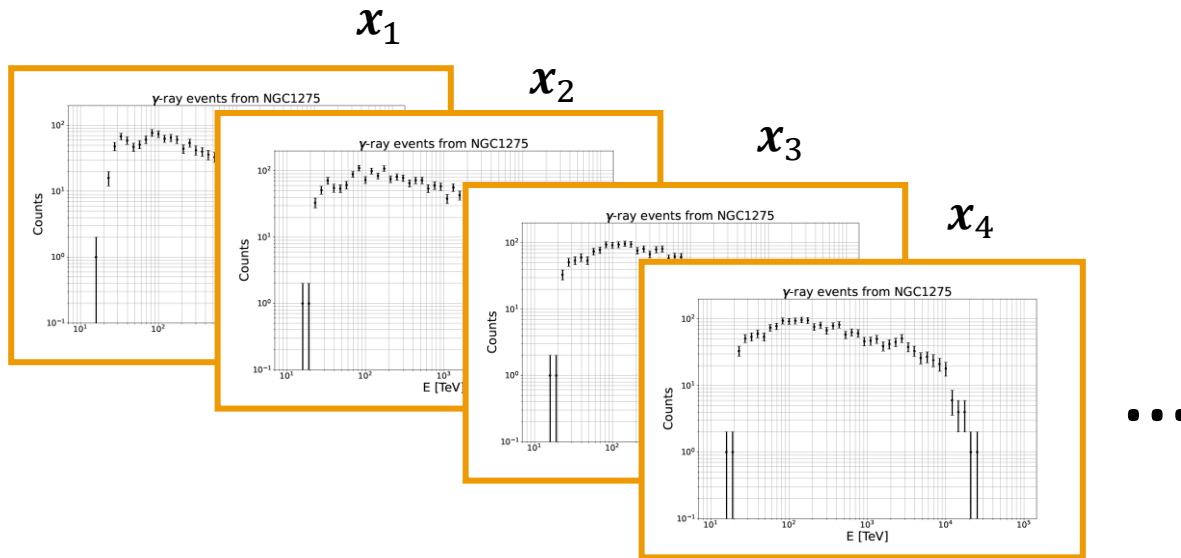 x₁
x₂
x₃
x₄
γ-ray events from NGC1275
10²
10¹
10⁰
10⁻¹
Counts
10¹
10²
γ-ray events from NGC1275
10²
10¹
10⁰
10⁻¹
Counts
10¹
10²
10³
E [TeV]
γ-ray events from NGC1275
10²
10¹
10⁰
10⁻¹
Counts
10¹
10²
γ-ray events from NGC1275
10²
10¹
10⁰
10⁻¹
Counts
10¹
10²
10³
10⁴
10⁵
E [TeV]
...